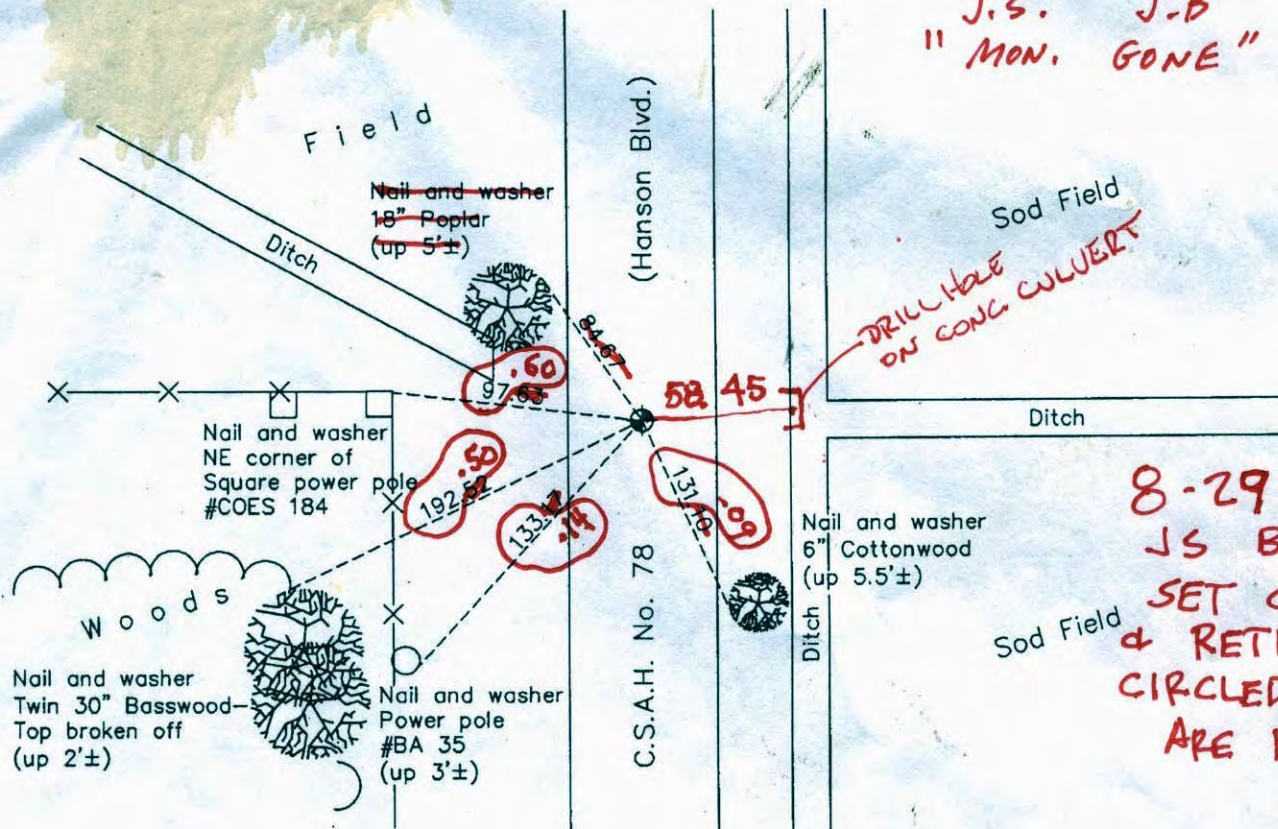 J.S. J.B
" MON. GONE "
Field
(Hanson Blvd.)
Nail and washer
18" Poplar
(up 5'±)
Sod Field
Ditch
DRILL HOLE
ON CONC. CULVERT
84.67
.60
97.63
58.45
Ditch
Nail and washer
NE corner of
Square power pole
#COES 184
.50
192.52
131.10
.09
133.17
.14
8-29
JS B
SET
& RET
CIRCLED
ARE
Nail and washer
6" Cottonwood
(up 5.5'±)
Woods
Sod Field
Ditch
C.S.A.H. No. 78
Nail and washer
Twin 30" Basswood-
Top broken off
(up 2'±)
Nail and washer
Power pole
#BA 35
(up 3'±)